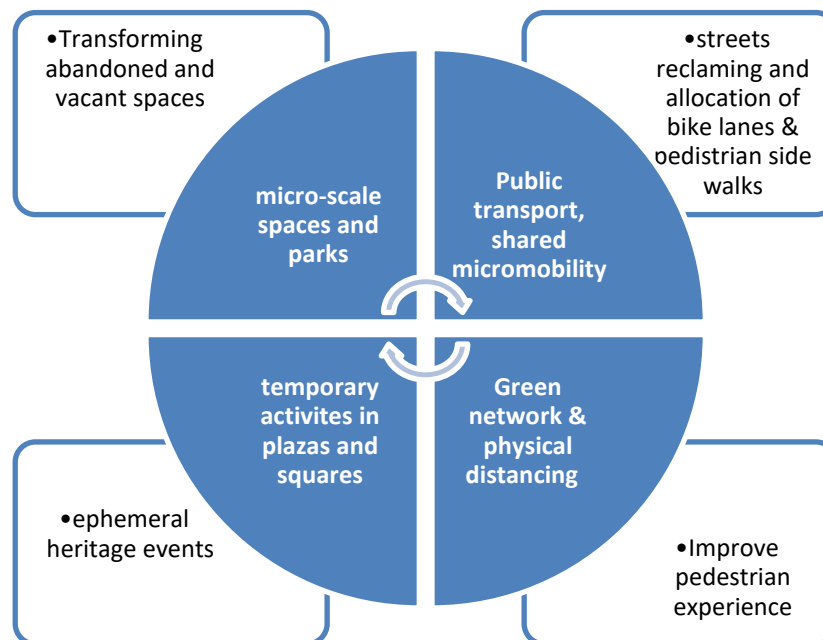 •Transforming
abandoned and
vacant spaces
•streets
reclaming and
allocation of
bike lanes &
pedistrian side
walks
micro-scale
spaces and
parks
Public
transport,
shared
micromobility
temporary
activites in
plazas and
squares
Green
network &
physical
distancing
•ephemeral
heritage events
•Improve
pedestrian
experience